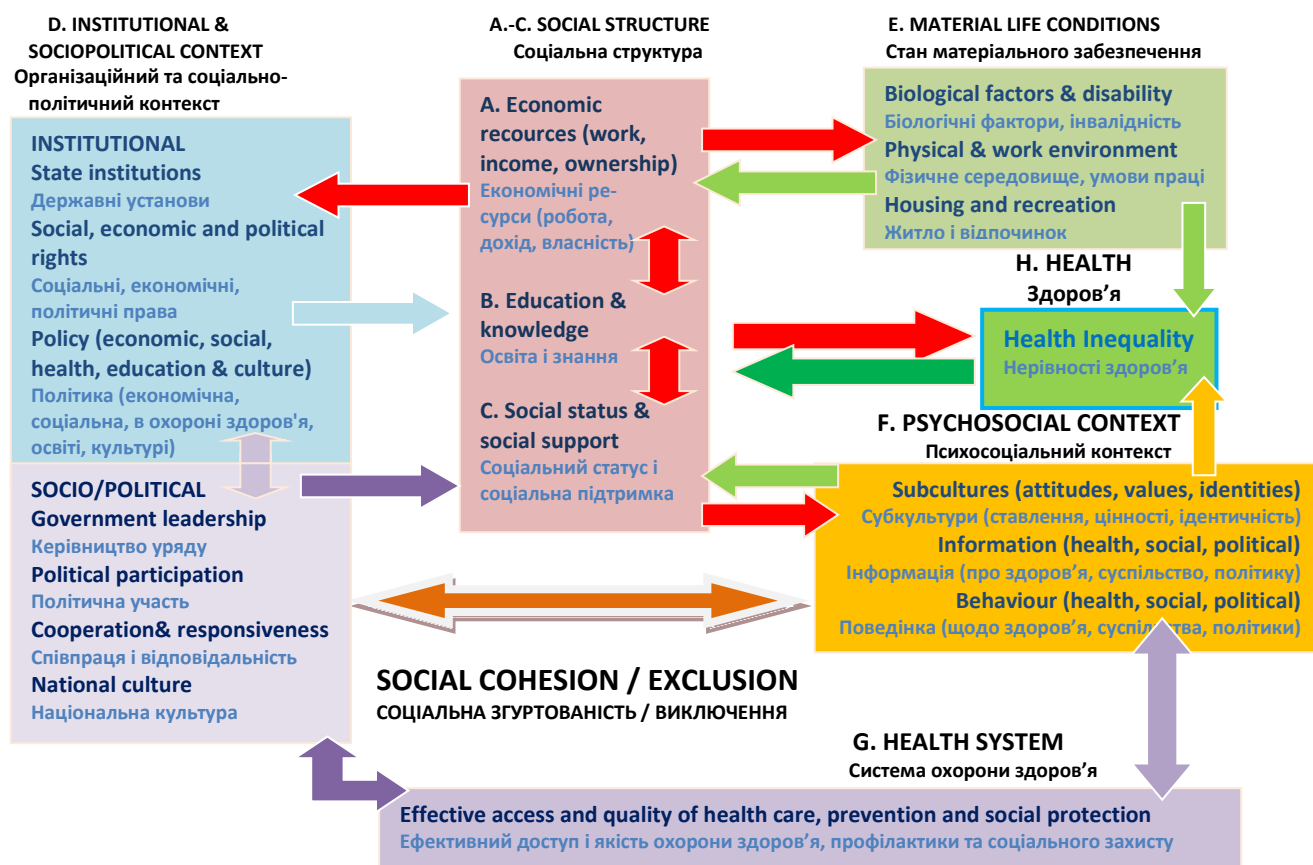 D. INSTITUTIONAL &
SOCIOPOLITICAL CONTEXT
Організаційний та соціально-
політичний контекст
INSTITUTIONAL
State institutions
Державні установи
Social, economic and political
rights
Соціальні, економічні,
політичні права
Policy (economic, social,
health, education & culture)
Політика (економічна,
соціальна, в охороні здоров'я,
освіті, культурі)
SOCIO/POLITICAL
Government leadership
Керівництво уряду
Political participation
Політична участь
Cooperation& responsiveness
Співпраця і відповідальність
National culture
Національна культура
A.-C. SOCIAL STRUCTURE
Соціальна структура
A. Economic
recources (work,
income, ownership)
Економічні ре-
сурси (робота,
дохід, власність)
B. Education &
knowledge
Освіта і знання
C. Social status &
social support
Соціальний статус і
соціальна підтримка
E. MATERIAL LIFE CONDITIONS
Стан матеріального забезпечення
Biological factors & disability
Біологічні фактори, інвалідність
Physical & work environment
Фізичне середовище, умови праці
Housing and recreation
Житло і відпочинок
H. HEALTH
Здоров’я
Health Inequality
Нерівності здоров’я
F. PSYCHOSOCIAL CONTEXT
Психосоціальний контекст
Subcultures (attitudes, values, identities)
Субкультури (ставлення, цінності, ідентичність)
Information (health, social, political)
Інформація (про здоров’я, суспільство, політику)
Behaviour (health, social, political)
Поведінка (щодо здоров’я, суспільства, політики)
SOCIAL COHESION / EXCLUSION
СОЦІАЛЬНА ЗГУРТОВАНІСТЬ / ВИКЛЮЧЕННЯ
G. HEALTH SYSTEM
Система охорони здоров’я
Effective access and quality of health care, prevention and social protection
Ефективний доступ і якість охорони здоров’я, профілактики та соціального захисту